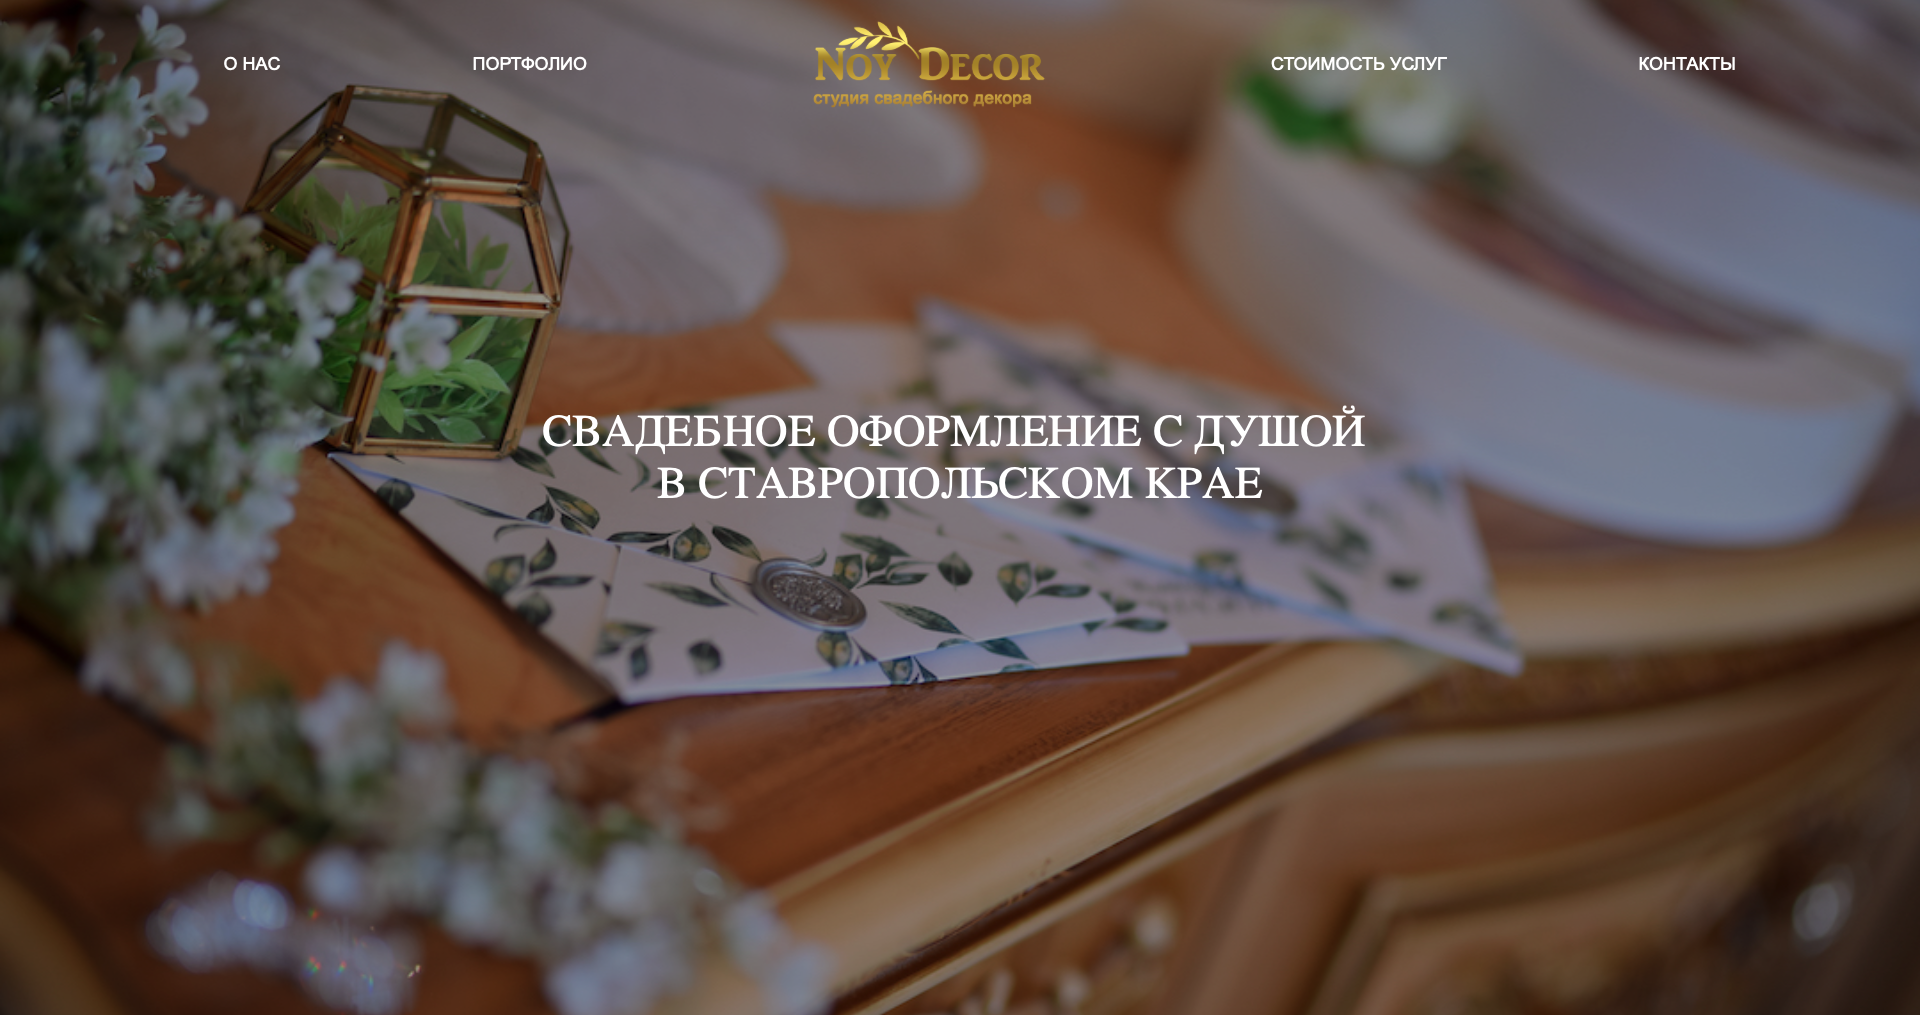 О НАС
ПОРТФОЛИО
NOY DECOR
студия свадебного декора
СТОИМОСТЬ УСЛУГ
КОНТАКТЫ
СВАДЕБНОЕ ОФОРМЛЕНИЕ С ДУШОЙ
В СТАВРОПОЛЬСКОМ КРАЕ